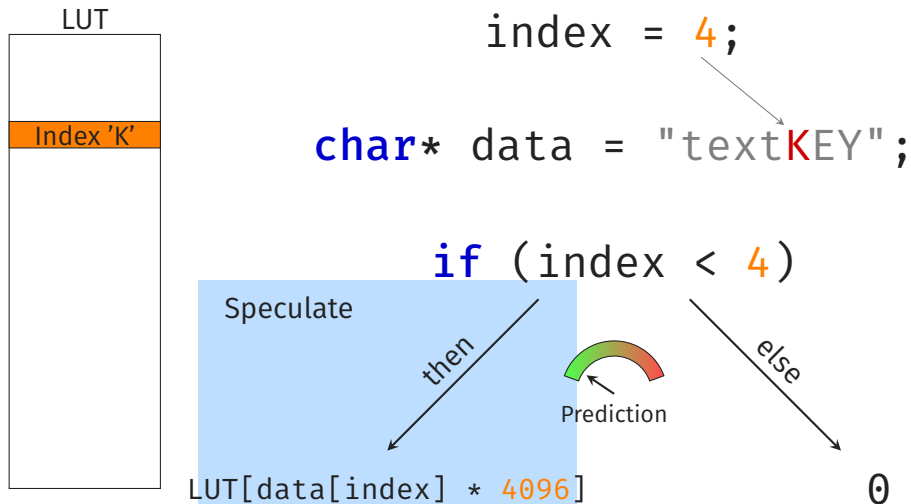 LUT
Index 'K'
index = 4;
char* data = "textKEY";
if (index < 4)
Speculate
then
else
Prediction
LUT[data[index] * 4096]
0